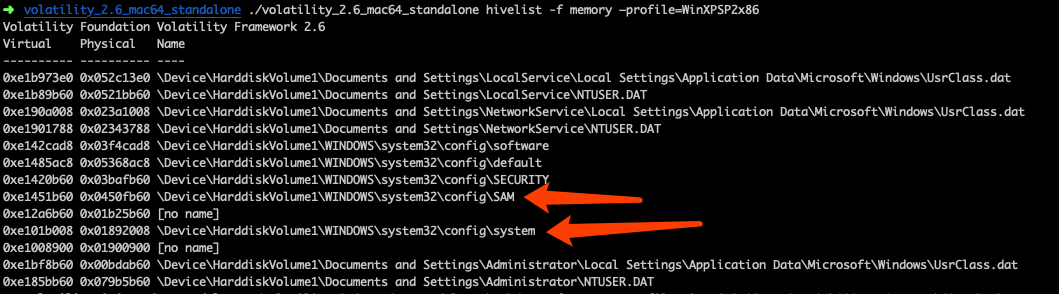 → volatility_2.6_mac64_standalone ./volatility_2.6_mac64_standalone hivelist -f memory —profile=WinXPSP2x86
Volatility Foundation Volatility Framework 2.6
Virtual    Physical   Name
---------- ---------- ----
0xe1b973e0 0x052c13e0 \Device\HarddiskVolume1\Documents and Settings\LocalService\Local Settings\Application Data\Microsoft\Windows\UsrClass.dat
0xe1b89b60 0x0521bb60 \Device\HarddiskVolume1\Documents and Settings\LocalService\NTUSER.DAT
0xe190a008 0x023a1008 \Device\HarddiskVolume1\Documents and Settings\NetworkService\Local Settings\Application Data\Microsoft\Windows\UsrClass.dat
0xe1901788 0x02343788 \Device\HarddiskVolume1\Documents and Settings\NetworkService\NTUSER.DAT
0xe142cad8 0x03f4cad8 \Device\HarddiskVolume1\WINDOWS\system32\config\software
0xe1485ac8 0x05368ac8 \Device\HarddiskVolume1\WINDOWS\system32\config\default
0xe1420b60 0x03bafb60 \Device\HarddiskVolume1\WINDOWS\system32\config\SECURITY
0xe1451b60 0x0450fb60 \Device\HarddiskVolume1\WINDOWS\system32\config\SAM
0xe12a6b60 0x01b25b60 [no name]
0xe101b008 0x01892008 \Device\HarddiskVolume1\WINDOWS\system32\config\system
0xe1008900 0x01900900 [no name]
0xe1bf8b60 0x00bdab60 \Device\HarddiskVolume1\Documents and Settings\Administrator\Local Settings\Application Data\Microsoft\Windows\UsrClass.dat
0xe185bb60 0x079b5b60 \Device\HarddiskVolume1\Documents and Settings\Administrator\NTUSER.DAT